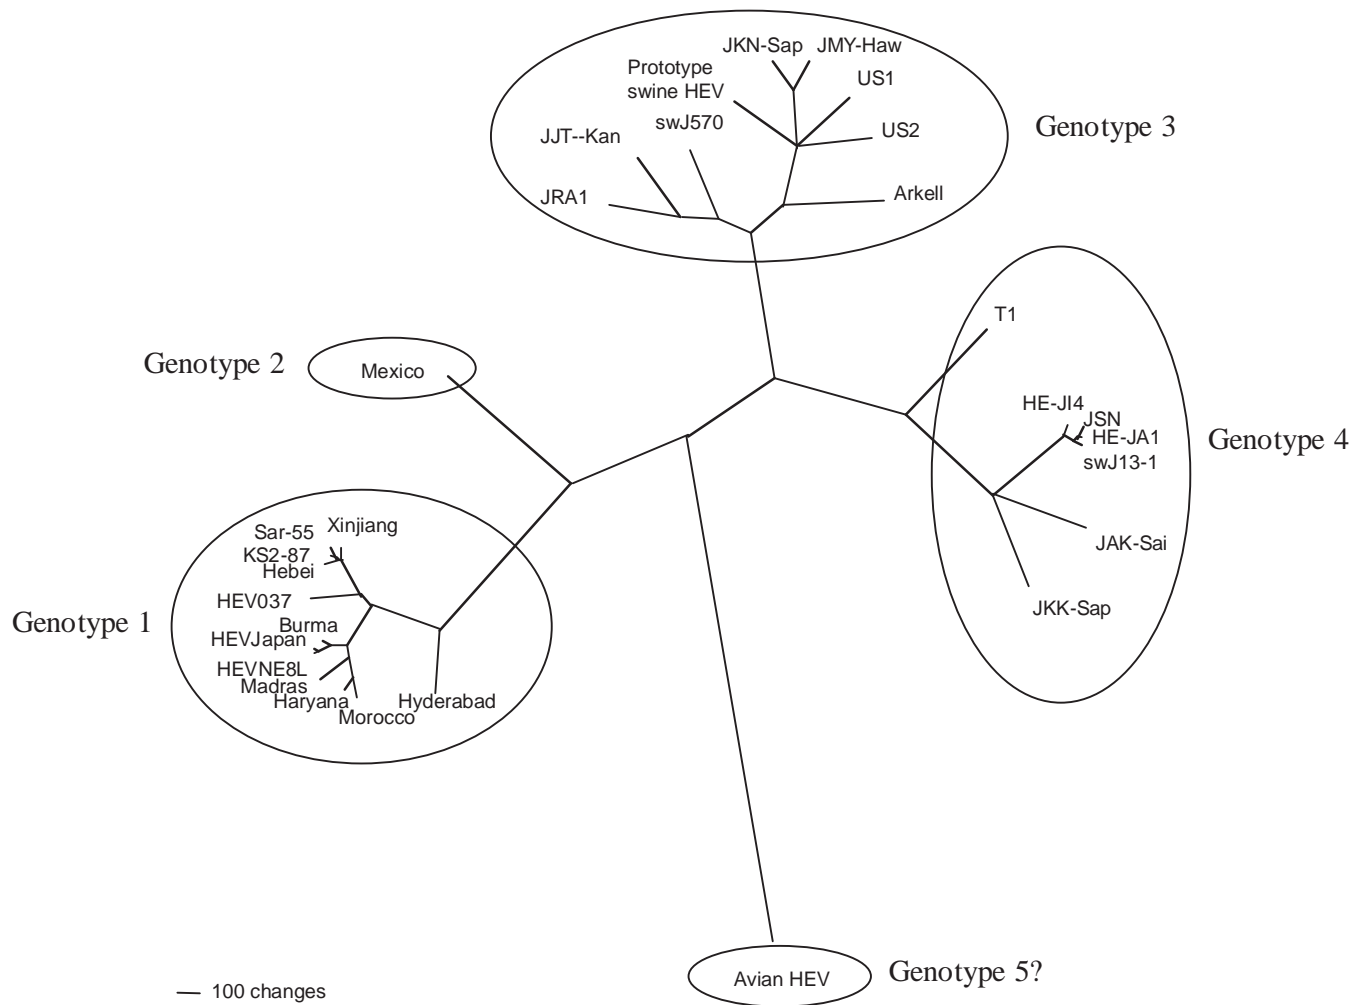 JKN-Sap
JMY-Haw
Prototype
swine HEV
US1
swJ570
US2
JJT--Kan
Genotype 3
JRA1
Arkell
T1
Genotype 2
Mexico
HE-JI4
JSN
HE-JA1
swJ13-1
Genotype 4
JAK-Sai
JKK-Sap
Sar-55
Xinjiang
KS2-87
Hebei
HEV037
Genotype 1
Burma
HEVJapan
HEVNE8L
Madras
Haryana
Hyderabad
Morocco
Avian HEV
Genotype 5?
100 changes